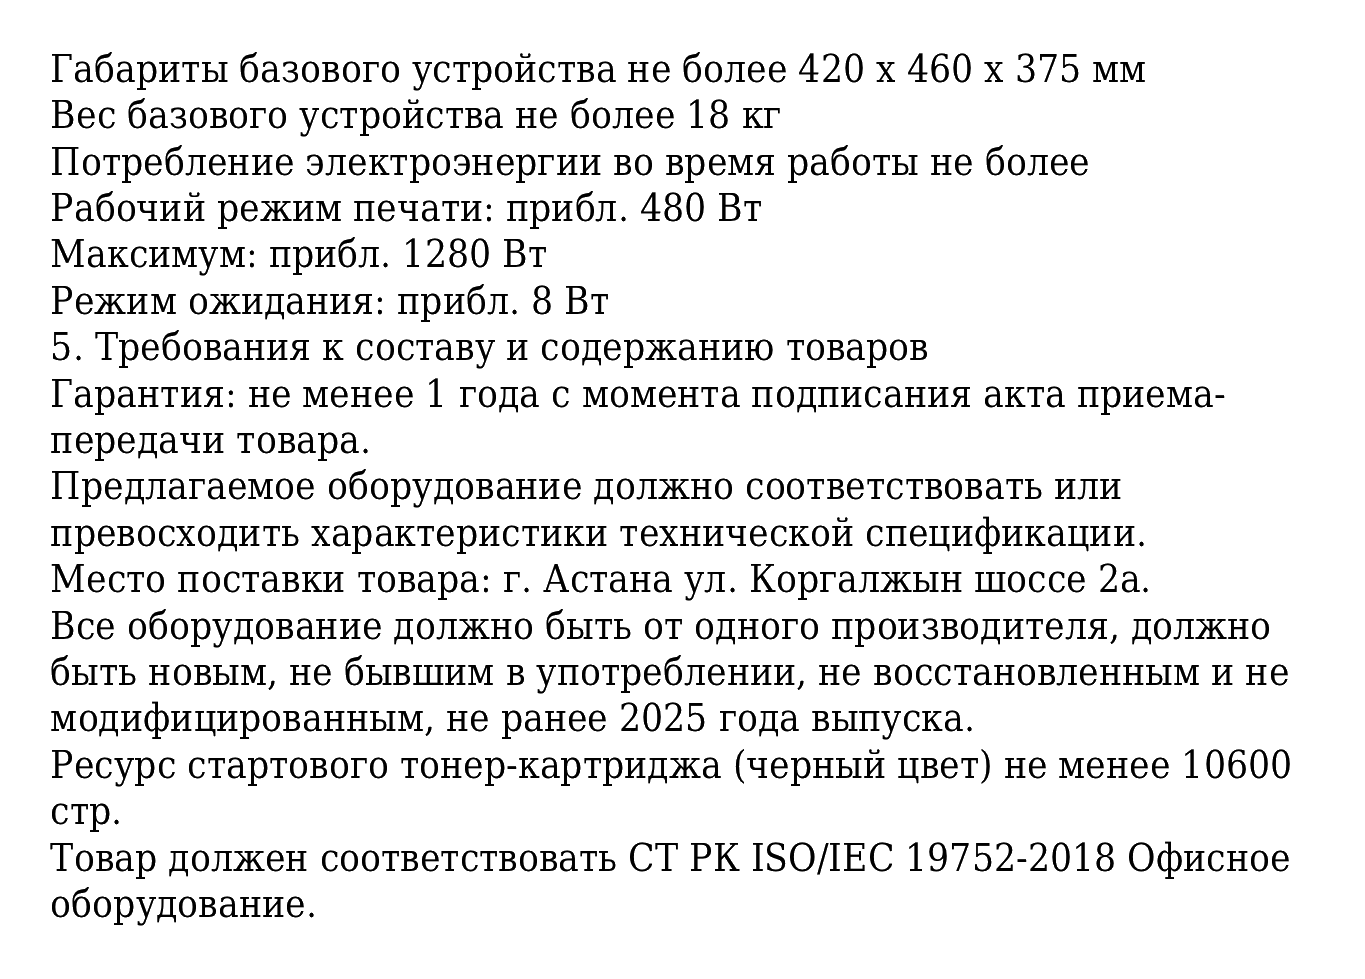 Габариты базового устройства не более 420 x 460 x 375 мм
Вес базового устройства не более 18 кг
Потребление электроэнергии во время работы не более
Рабочий режим печати: прибл. 480 Вт
Максимум: прибл. 1280 Вт
Режим ожидания: прибл. 8 Вт
5. Требования к составу и содержанию товаров
Гарантия: не менее 1 года с момента подписания акта приема-
передачи товара.
Предлагаемое оборудование должно соответствовать или
превосходить характеристики технической спецификации.
Место поставки товара: г. Астана ул. Коргалжын шоссе 2а.
Все оборудование должно быть от одного производителя, должно
быть новым, не бывшим в употреблении, не восстановленным и не
модифицированным, не ранее 2025 года выпуска.
Ресурс стартового тонер-картриджа (черный цвет) не менее 10600
стр.
Товар должен соответствовать СТ РК ISO/IEC 19752-2018 Офисное
оборудование.